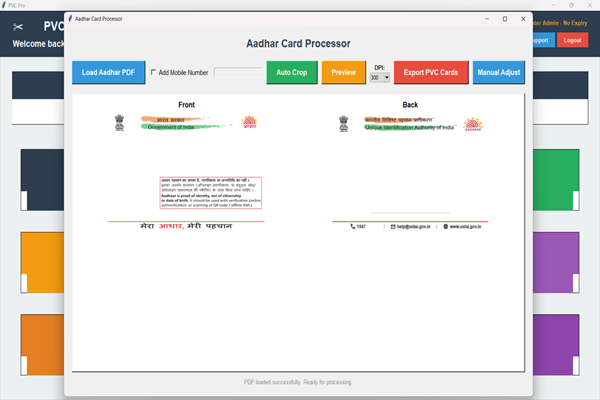 PVC Pro
PVC
Welcome back
ter Admin - No Expiry
upport
Logout
Aadhar Card Processor
Aadhar Card Processor
Load Aadhar PDF
Add Mobile Number
Auto Crop
Preview
DPI:
300
Export PVC Cards
Manual Adjust
Front
भारत सरकार
Government of India
आधार पहचान का प्रमाण है, नागरिकता या जन्मतिथि का नहीं।
Aadhaar is proof of identity, not of citizenship
or date of birth. It should be used with verification (online
authentication, or scanning of QR code / offline XML).
मेरा आधार, मेरी पहचान
Back
भारतीय विशिष्ट पहचान प्राधिकरण
Unique Identification Authority of India
AADHAAR
1947 | help@uidai.gov.in | www.uidai.gov.in
PDF loaded successfully. Ready for processing.